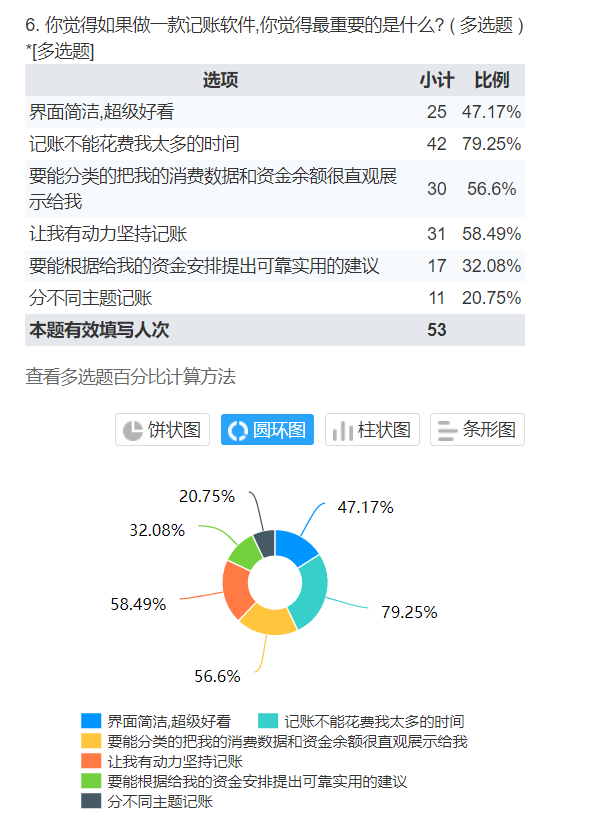 6. 你觉得如果做一款记账软件,你觉得最重要的是什么? ( 多选题 )
*[多选题]
选项 小计 比例
界面简洁,超级好看 25 47.17%
记账不能花费我太多的时间 42 79.25%
要能分类的把我的消费数据和资金余额很直观展
示给我 30 56.6%
让我有动力坚持记账 31 58.49%
要能根据给我的资金安排提出可靠实用的建议 17 32.08%
分不同主题记账 11 20.75%
本题有效填写人次 53
查看多选题百分比计算方法
饼状图 圆环图 柱状图 条形图
20.75% 47.17%
32.08%
58.49% 79.25%
56.6%
界面简洁,超级好看 记账不能花费我太多的时间
要能分类的把我的消费数据和资金余额很直观展示给我
让我有动力坚持记账
要能根据给我的资金安排提出可靠实用的建议
分不同主题记账